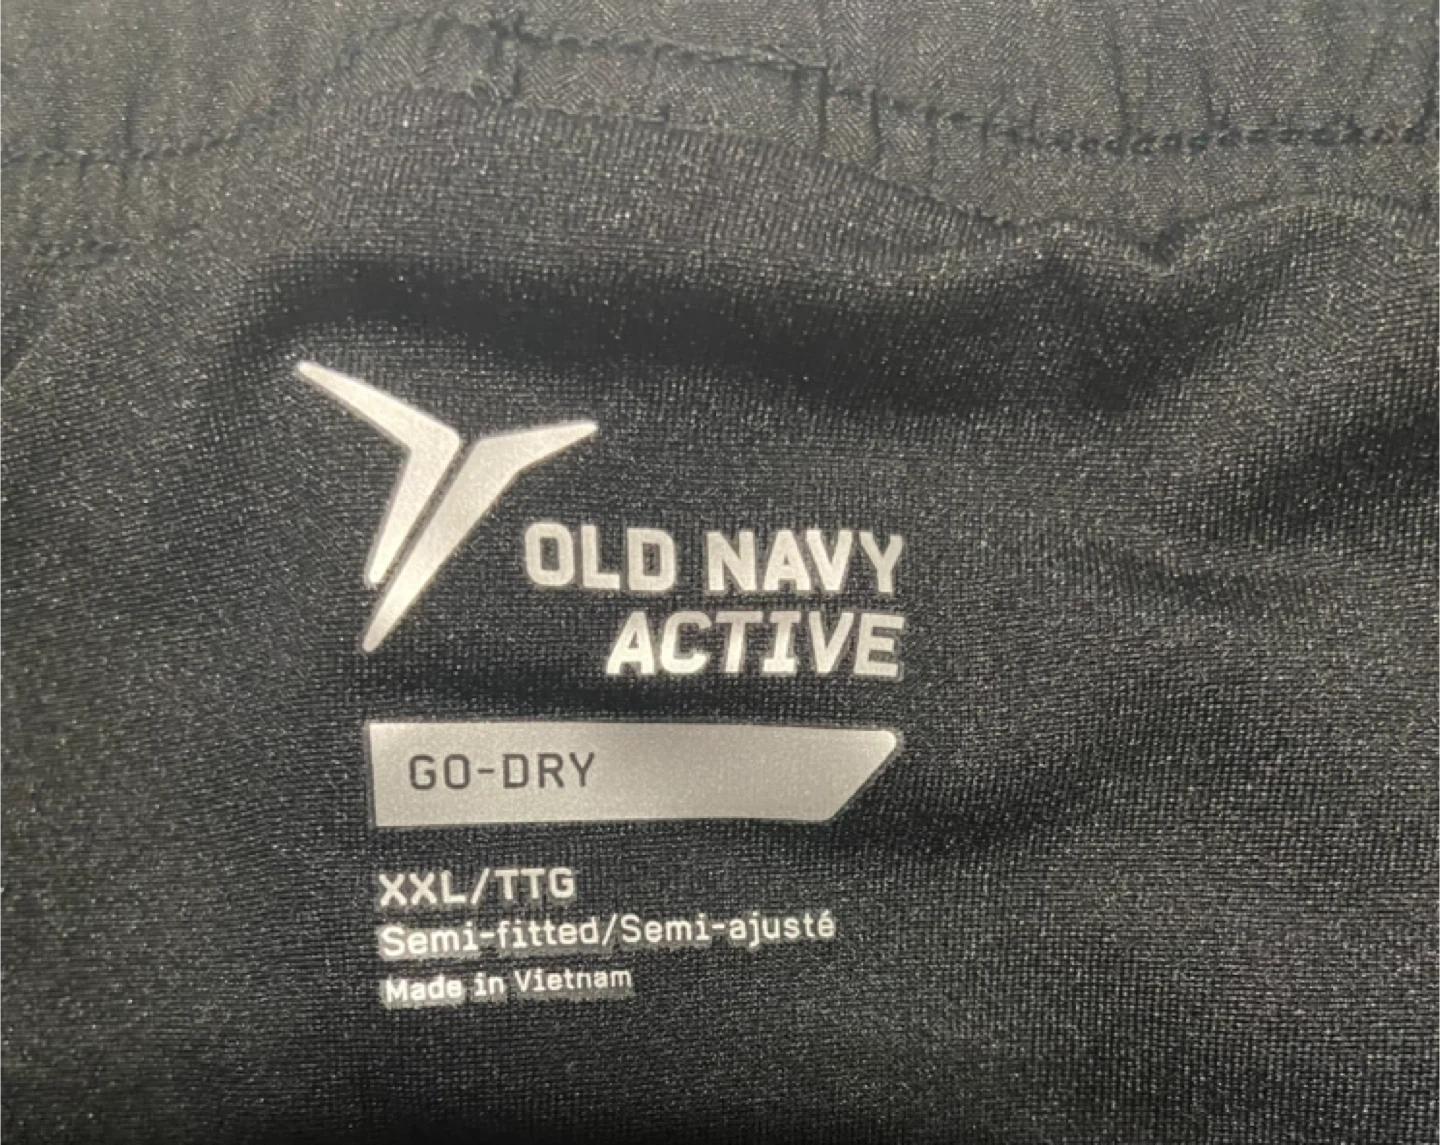 OLD NAVY
ACTIVE
GO-DRY
XXL/TTG
Semi-fitted/Semi-ajusté
Made in Vietnam